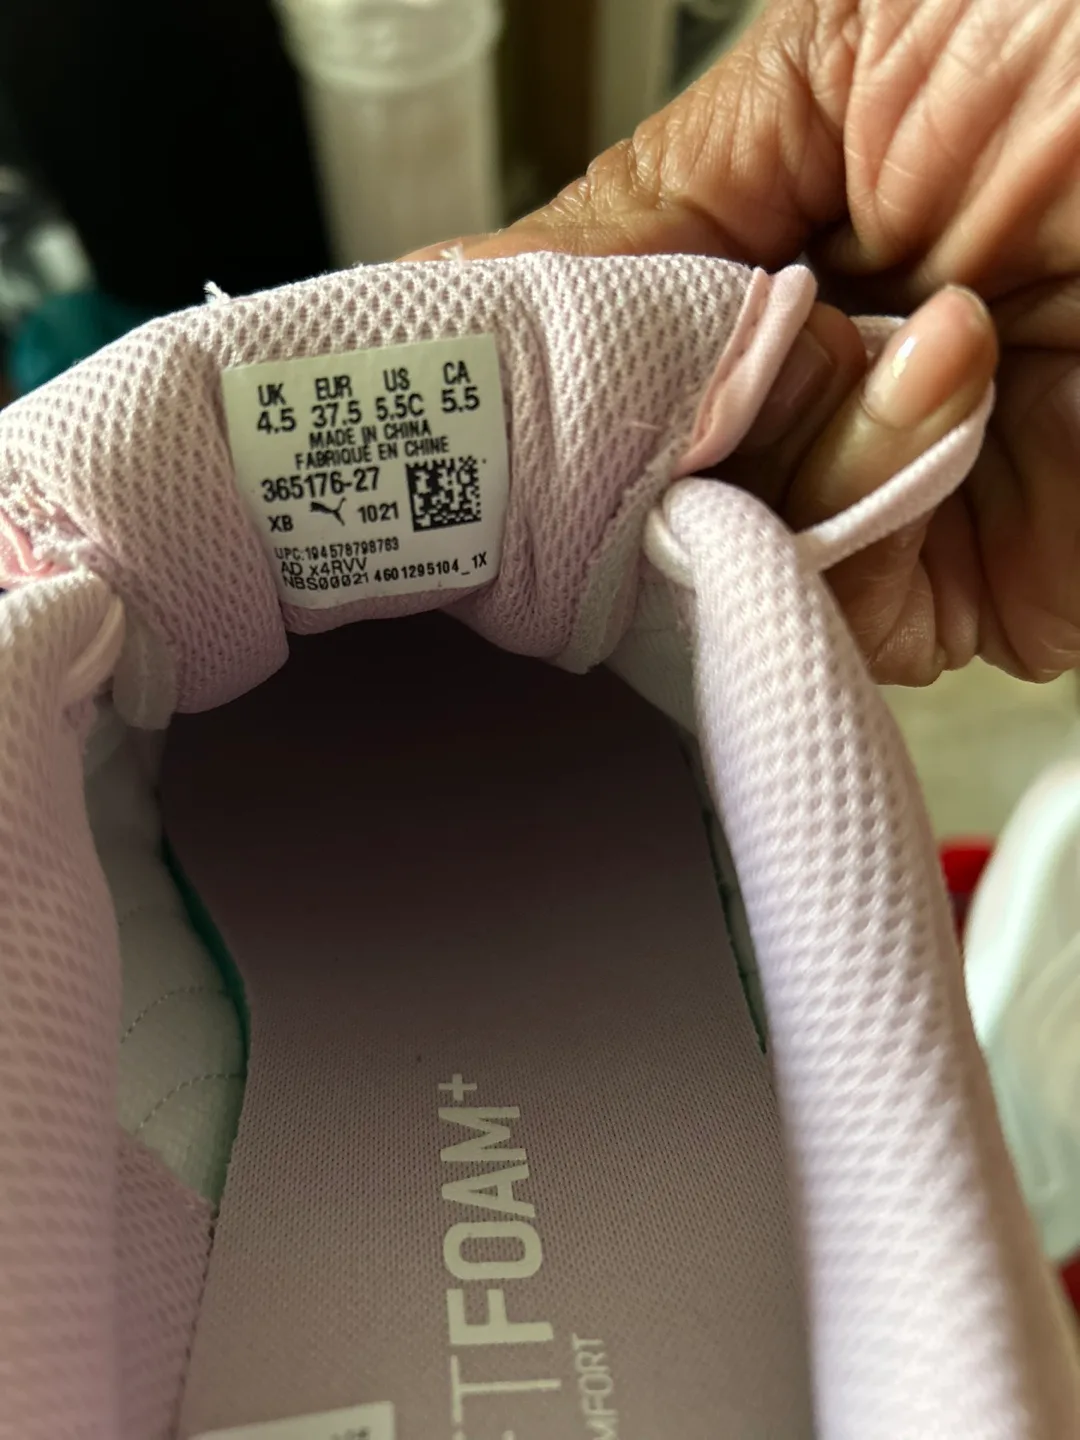 UK EUR US CA
4.5 37.5 5.5C 5.5
MADE IN CHINA
FABRIQUÉ EN CHINE
365176-27
XB 1021
UPC:194578798763
AD x4RVV
NBS00021 4601295104_1X
FOAM+